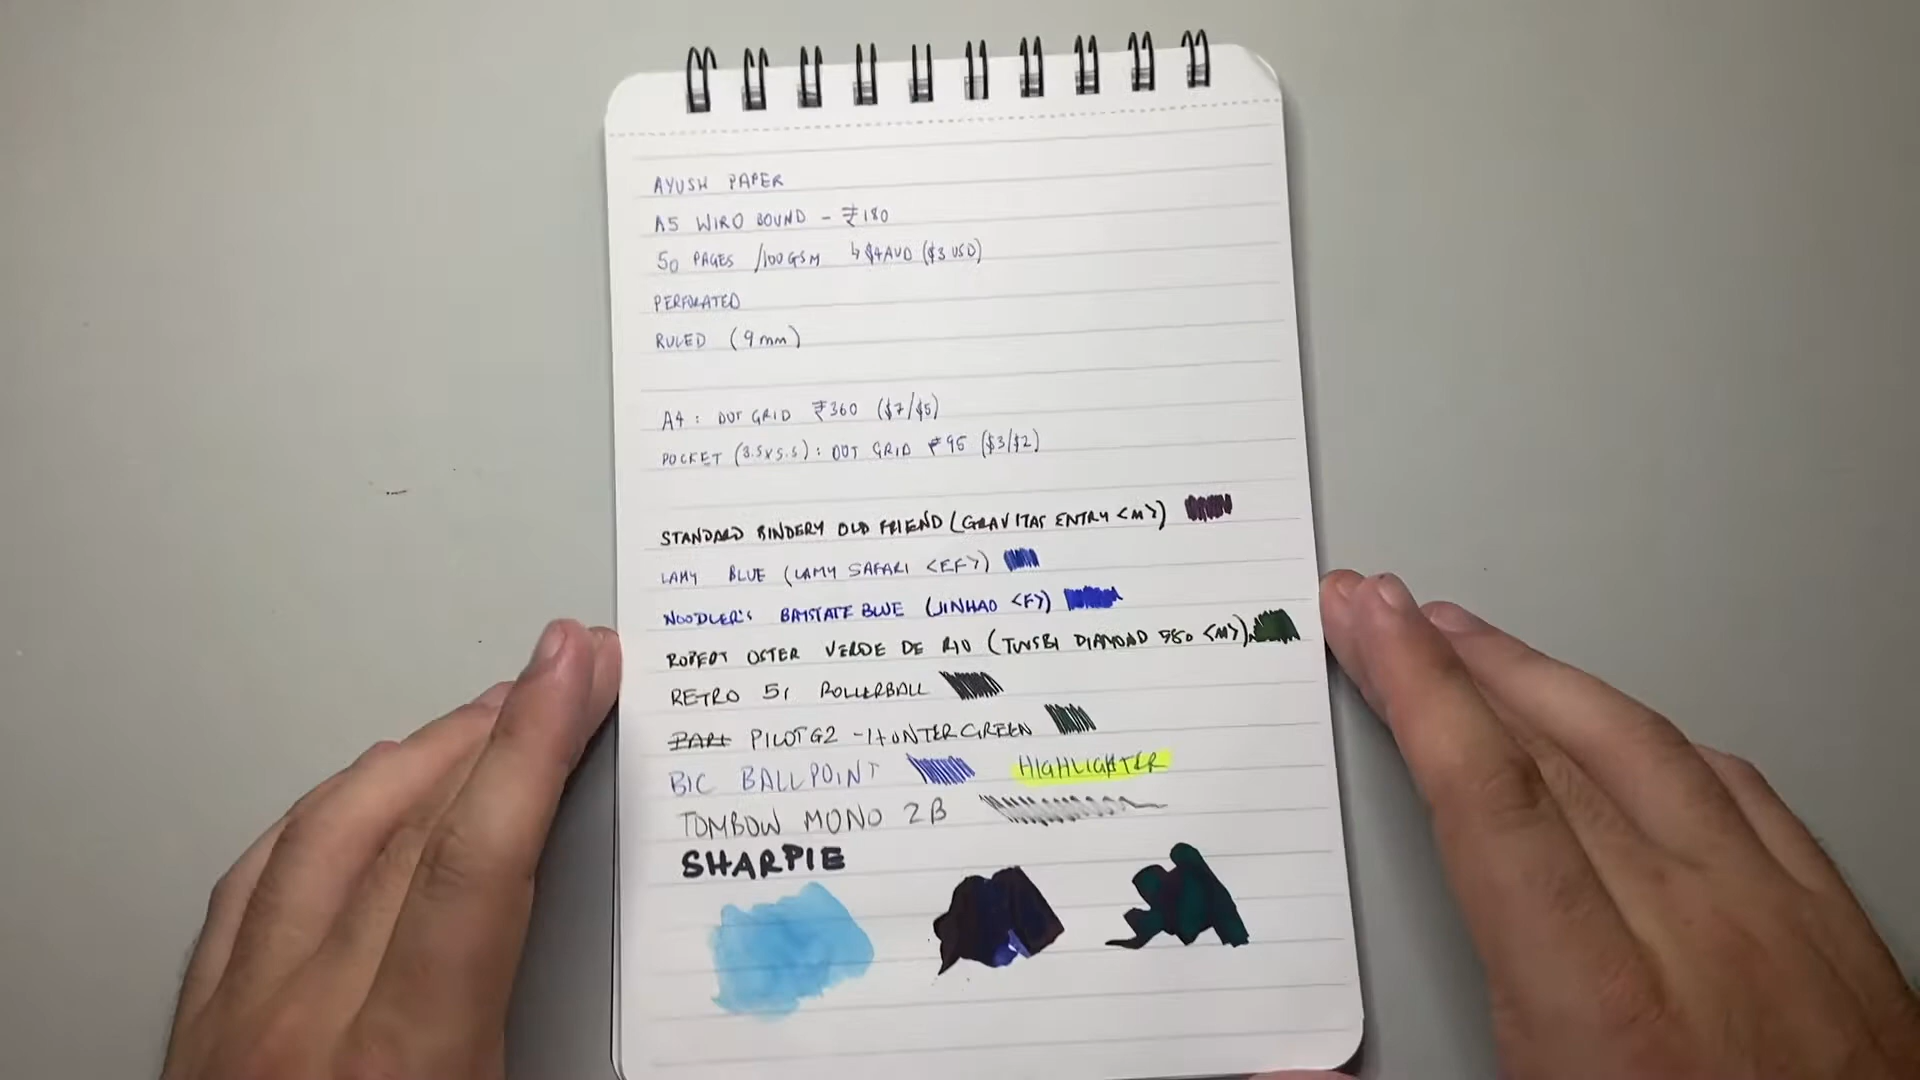 AYUSH PAPER
A5 WIRO BOUND - ₹180
50 PAGES /100GSM ↳ $4AUD ($3 USD)
PERFORATED
RULED (9mm)
A4 : DOT GRID ₹360 ($7/$5)
POCKET (3.5x5.5) : DOT GRID ₹95 ($3/$2)
STANDARD BINDERY OLD FRIEND (GRAVITAS ENTRY <M>)
LAMY BLUE (LAMY SAFARI <EF>)
NOODLER'S BAYSTATE BLUE (JINHAO <F>)
ROBERT OSTER VERDE DE RIO (TWSBI DIAMOND 580 <M>)
RETRO 51 ROLLERBALL
PILOT G2 - HUNTER GREEN
BIC BALLPOINT HIGHLIGHTER
TOMBOW MONO 2B
SHARPIE